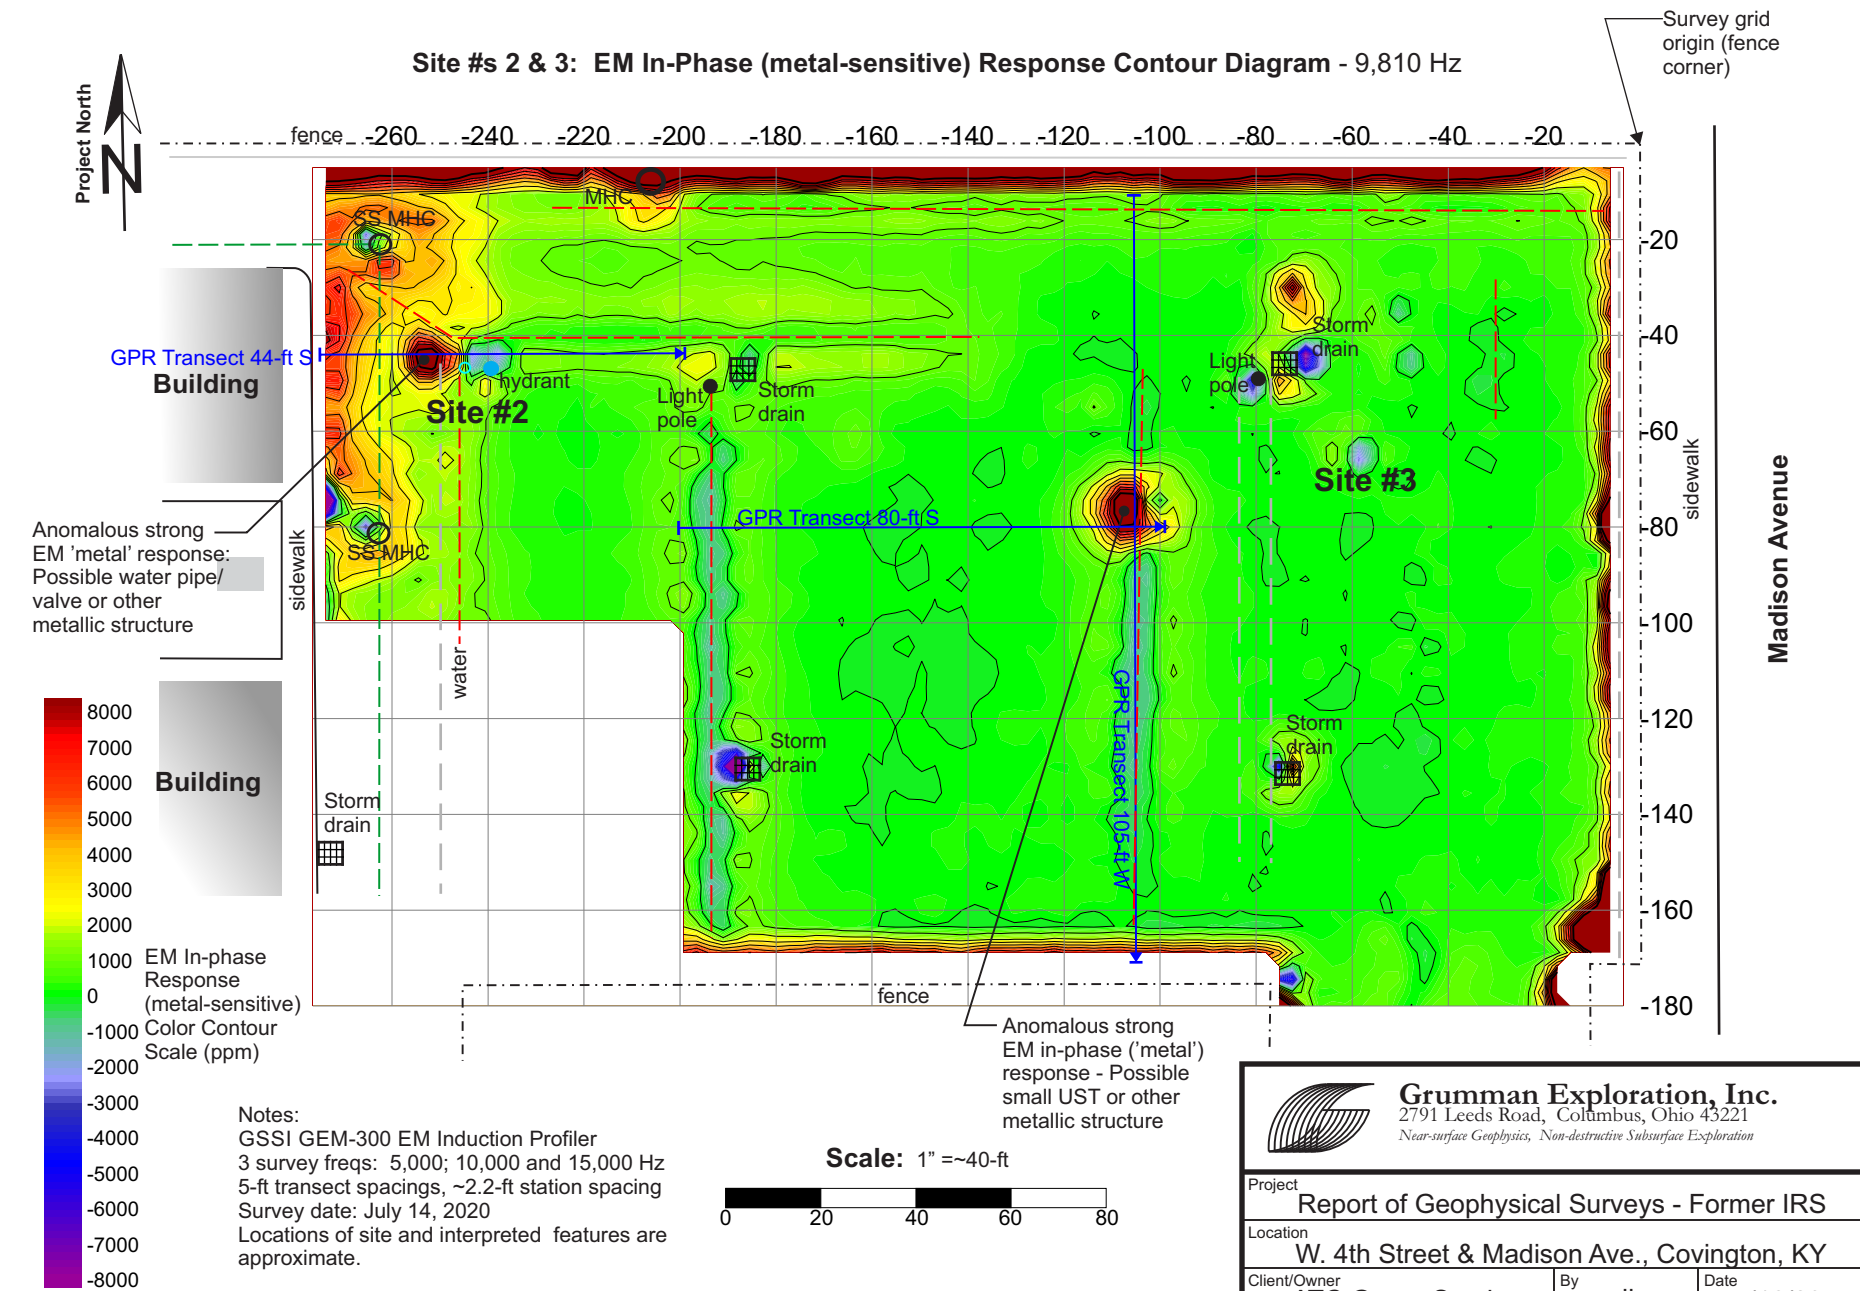 Survey grid
origin (fence
corner)
Site #s 2 & 3: EM In-Phase (metal-sensitive) Response Contour Diagram - 9,810 Hz
Project North
N
fence
-260
-240
-220
-200
-180
-160
-140
-120
-100
-80
-60
-40
-20
MHC
SS MHC
-20
-40
-60
-80
-100
-120
-140
-160
-180
GPR Transect 44-ft S
Building
hydrant
Site #2
Light
pole
Storm
drain
Light
pole
Storm
drain
Site #3
sidewalk
Madison Avenue
GPR Transect 80-ft S
Anomalous strong
EM 'metal' response:
Possible water pipe/
valve or other
metallic structure
SS MHC
sidewalk
water
GPR Transect 105-ft W
Storm
drain
Storm
drain
Building
Storm
drain
fence
8000
7000
6000
5000
4000
3000
2000
1000
0
-1000
-2000
-3000
-4000
-5000
-6000
-7000
-8000
EM In-phase
Response
(metal-sensitive)
Color Contour
Scale (ppm)
Anomalous strong
EM in-phase ('metal')
response - Possible
small UST or other
metallic structure
Notes:
GSSI GEM-300 EM Induction Profiler
3 survey freqs: 5,000; 10,000 and 15,000 Hz
5-ft transect spacings, ~2.2-ft station spacing
Survey date: July 14, 2020
Locations of site and interpreted features are
approximate.
Scale: 1" =~40-ft
0 20 40 60 80
Grumman Exploration, Inc.
2791 Leeds Road, Columbus, Ohio 43221
Near-surface Geophysics, Non-destructive Subsurface Exploration
Project
Report of Geophysical Surveys - Former IRS
Location
W. 4th Street & Madison Ave., Covington, KY
Client/Owner
By
Date